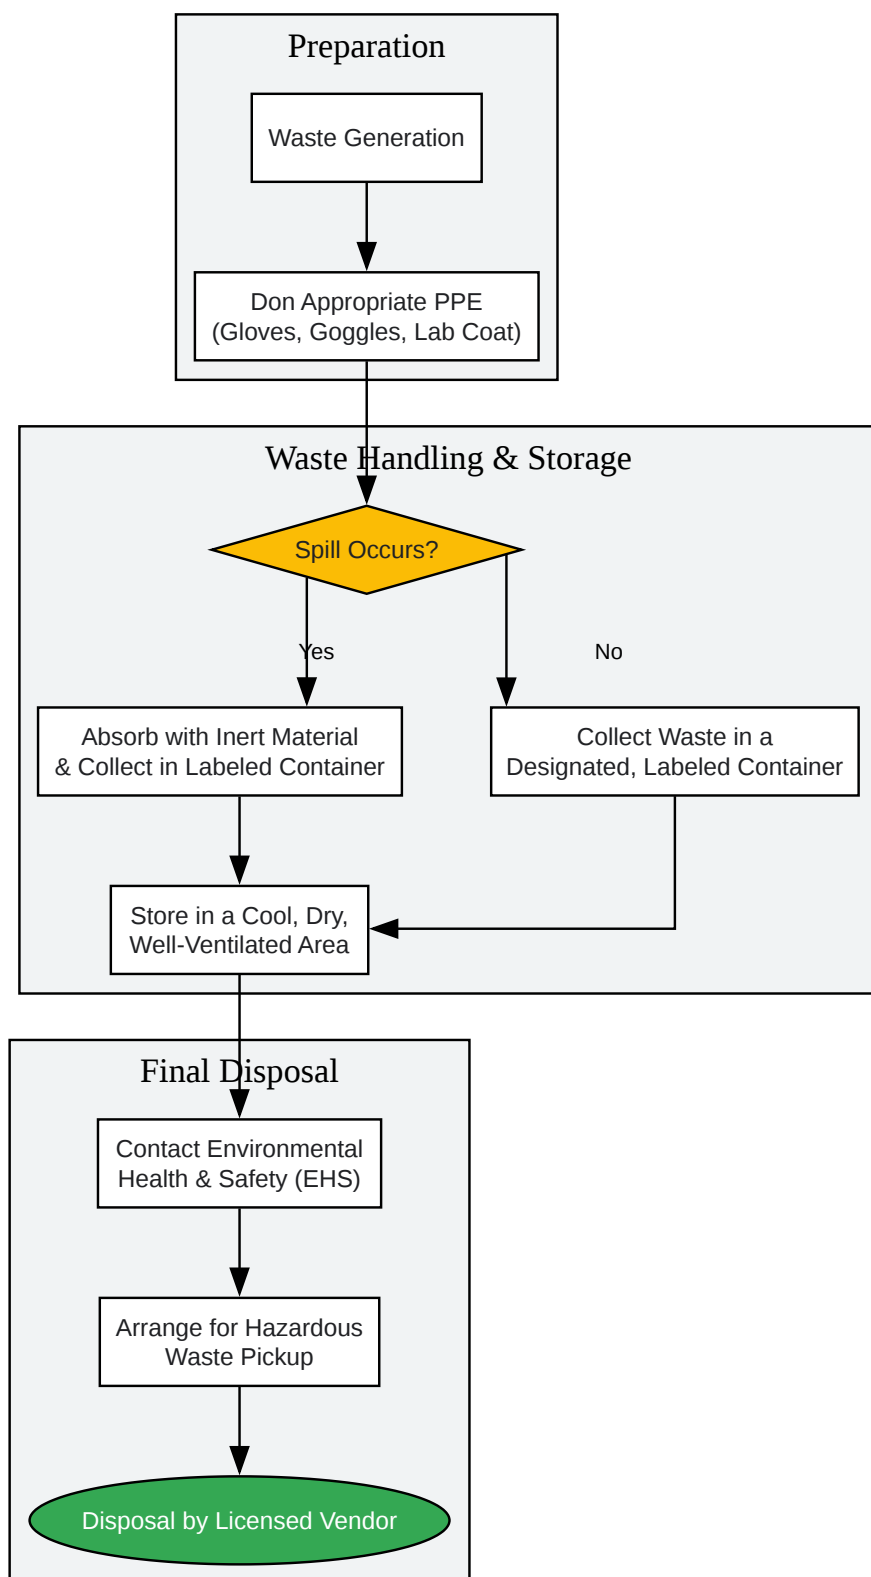 Preparation
Waste Generation
Don Appropriate PPE
(Gloves, Goggles, Lab Coat)
Waste Handling & Storage
Spill Occurs?
Yes
No
Absorb with Inert Material
& Collect in Labeled Container
Collect Waste in a
Designated, Labeled Container
Store in a Cool, Dry,
Well-Ventilated Area
Final Disposal
Contact Environmental
Health & Safety (EHS)
Arrange for Hazardous
Waste Pickup
Disposal by Licensed Vendor